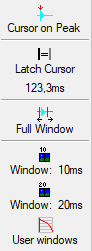 Cursor on Peak
Latch Cursor
123,3ms
Full Window
10
Window: 10ms
20
Window: 20ms
User windows